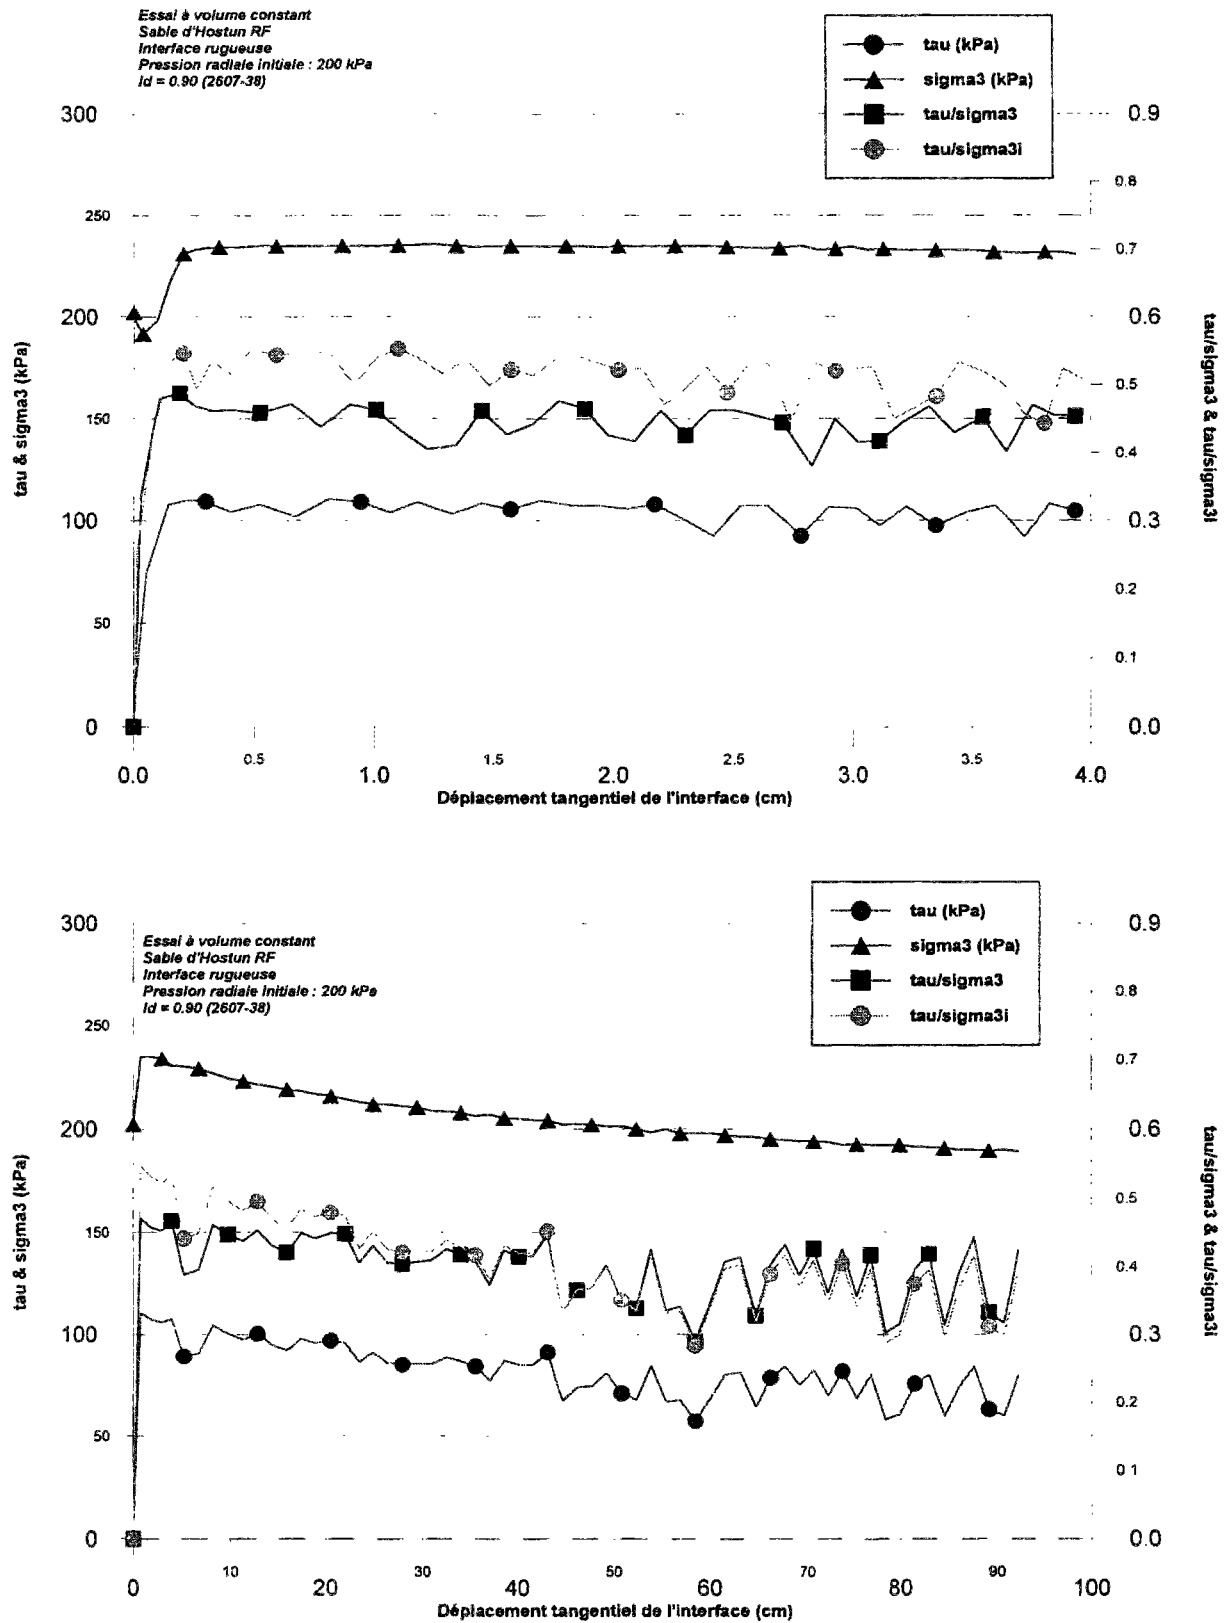 Essai à volume constant
Sable d'Hostun RF
Interface rugueuse
Pression radiale initiale : 200 kPa
Id = 0.90 (2607-38)
tau (kPa)
sigma3 (kPa)
tau/sigma3
tau/sigma3i
300
250
200
150
100
50
0
tau & sigma3 (kPa)
0.9
0.8
0.7
0.6
0.5
0.4
0.3
0.2
0.1
0.0
tau/sigma3 & tau/sigma3i
0.0
0.5
1.0
1.5
2.0
2.5
3.0
3.5
4.0
Déplacement tangentiel de l'interface (cm)
Essai à volume constant
Sable d'Hostun RF
Interface rugueuse
Pression radiale initiale : 200 kPa
Id = 0.90 (2607-38)
tau (kPa)
sigma3 (kPa)
tau/sigma3
tau/sigma3i
300
250
200
150
100
50
0
tau & sigma3 (kPa)
0.9
0.8
0.7
0.6
0.5
0.4
0.3
0.2
0 1
0.0
tau/sigma3 & tau/sigma3i
0
10
20
30
40
50
60
70
80
90
100
Déplacement tangentiel de l'interface (cm)